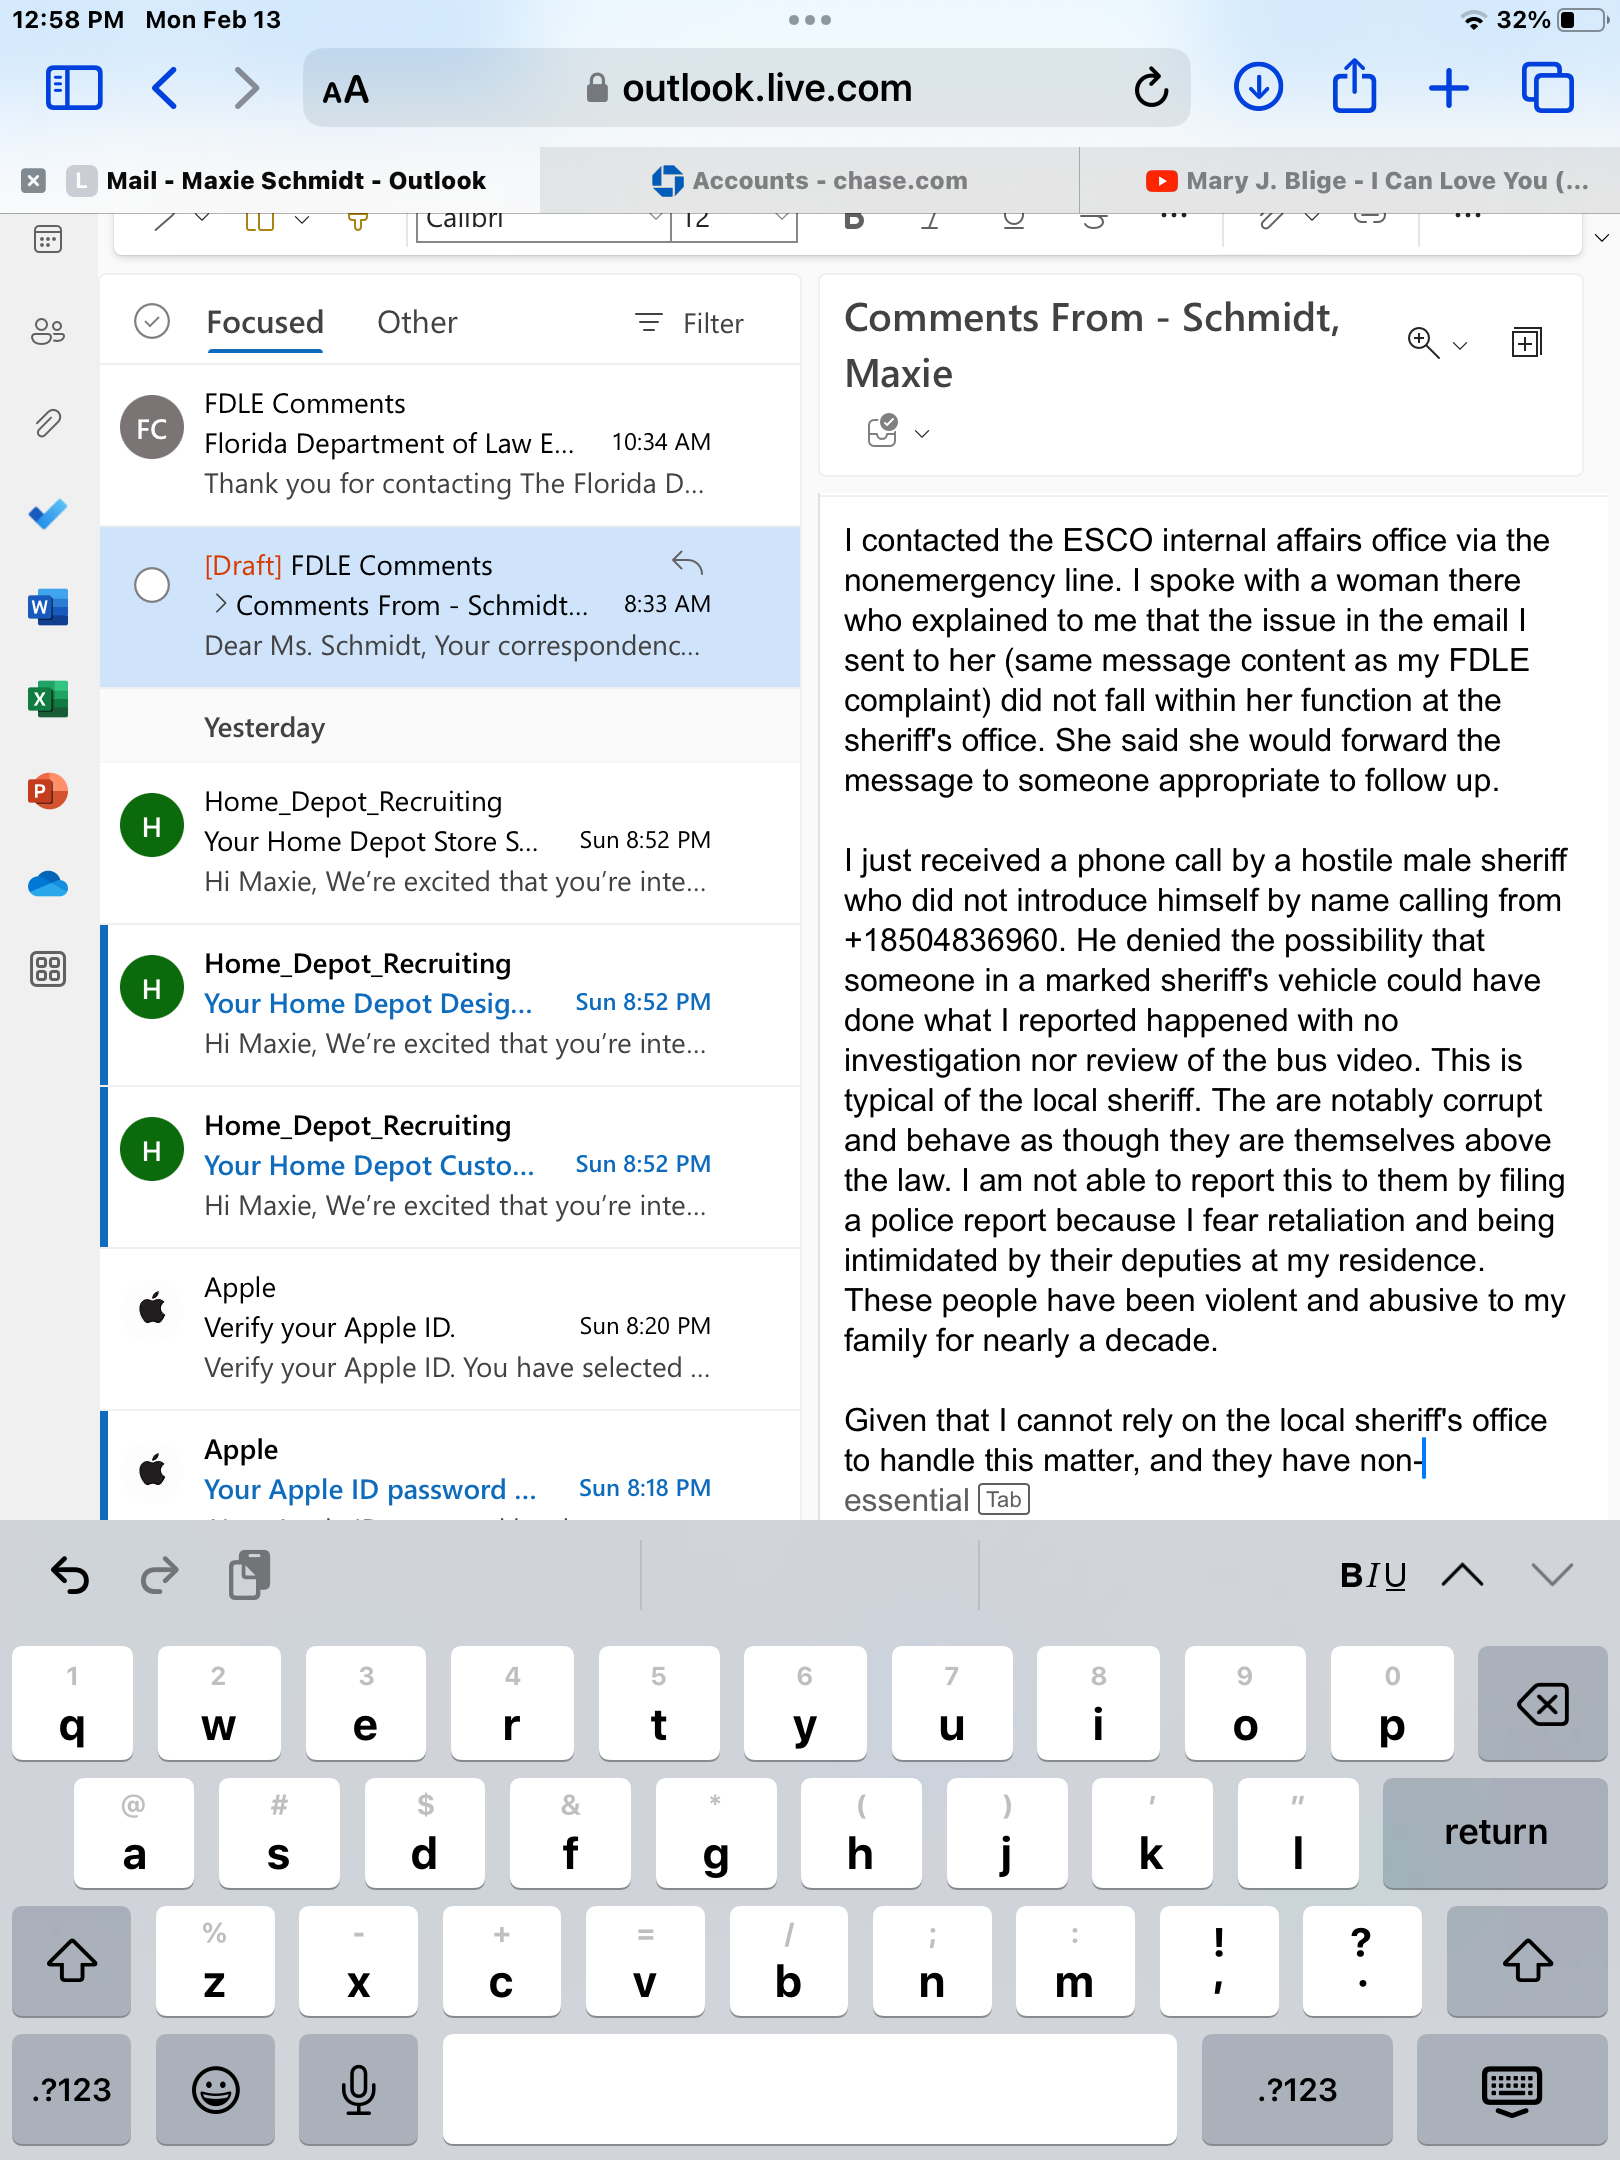 12:58 PM Mon Feb 13
32%
AA
outlook.live.com
L Mail - Maxie Schmidt - Outlook
Accounts - chase.com
Mary J. Blige - I Can Love You (...
Calibri
12
B I U S ...
...
Focused Other Filter
FC
FDLE Comments
Florida Department of Law E... 10:34 AM
Thank you for contacting The Florida D...
[Draft] FDLE Comments
> Comments From - Schmidt... 8:33 AM
Dear Ms. Schmidt, Your correspondenc...
Yesterday
H
Home_Depot_Recruiting
Your Home Depot Store S... Sun 8:52 PM
Hi Maxie, We're excited that you're inte...
H
Home_Depot_Recruiting
Your Home Depot Desig... Sun 8:52 PM
Hi Maxie, We're excited that you're inte...
H
Home_Depot_Recruiting
Your Home Depot Custo... Sun 8:52 PM
Hi Maxie, We're excited that you're inte...
Apple
Verify your Apple ID. Sun 8:20 PM
Verify your Apple ID. You have selected ...
Apple
Your Apple ID password ... Sun 8:18 PM
W
X
P
Comments From - Schmidt,
Maxie
I contacted the ESCO internal affairs office via the
nonemergency line. I spoke with a woman there
who explained to me that the issue in the email I
sent to her (same message content as my FDLE
complaint) did not fall within her function at the
sheriff's office. She said she would forward the
message to someone appropriate to follow up.
I just received a phone call by a hostile male sheriff
who did not introduce himself by name calling from
+18504836960. He denied the possibility that
someone in a marked sheriff's vehicle could have
done what I reported happened with no
investigation nor review of the bus video. This is
typical of the local sheriff. The are notably corrupt
and behave as though they are themselves above
the law. I am not able to report this to them by filing
a police report because I fear retaliation and being
intimidated by their deputies at my residence.
These people have been violent and abusive to my
family for nearly a decade.
Given that I cannot rely on the local sheriff's office
to handle this matter, and they have non-
essential Tab
BIU
1 2 3 4 5 6 7 8 9 0
q w e r t y u i o p
@ # $ & * ( ) ' "
a s d f g h j k l return
% - + = / ; : ! ?
z x c v b n m , .
.?123 .?123